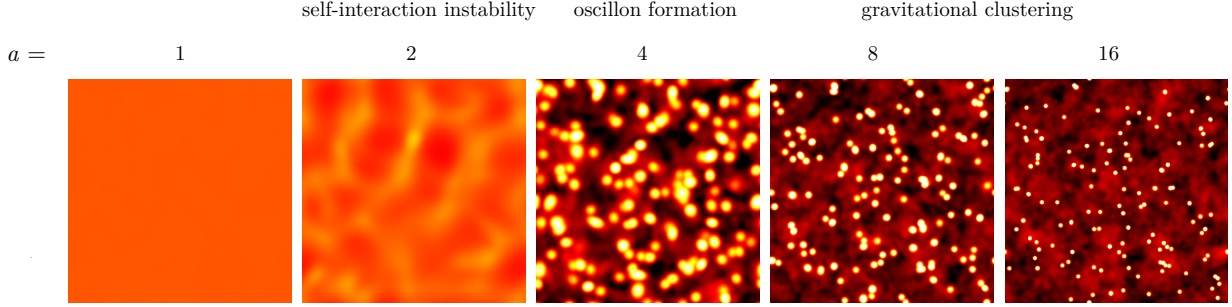 self-interaction instability oscillon formation gravitational clustering
a = 1 2 4 8 16